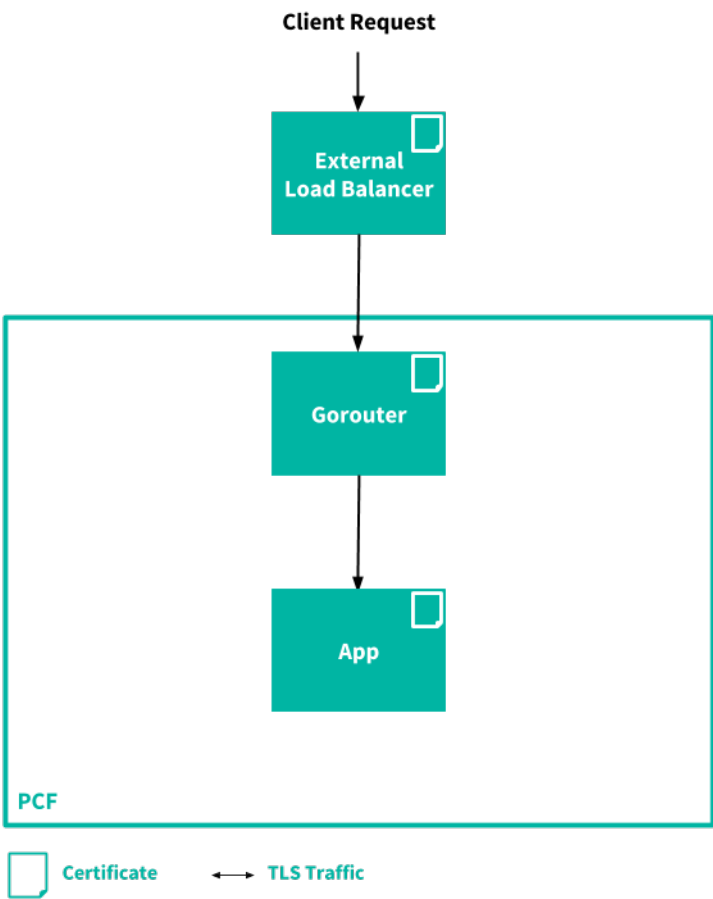 Client Request
External
Load Balancer
Gorouter
App
PCF
Certificate
TLS Traffic